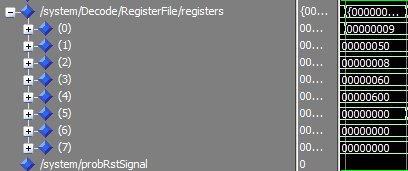 /system/Decode/RegisterFile/registers {00... {000000...
(0) 00... 00000009
(1) 00... 00000050
(2) 00... 00000008
(3) 00... 00000060
(4) 00... 00000600
(5) 00... 00000000
(6) 00... 00000000
(7) 00... 00000000
/system/probRstSignal 0